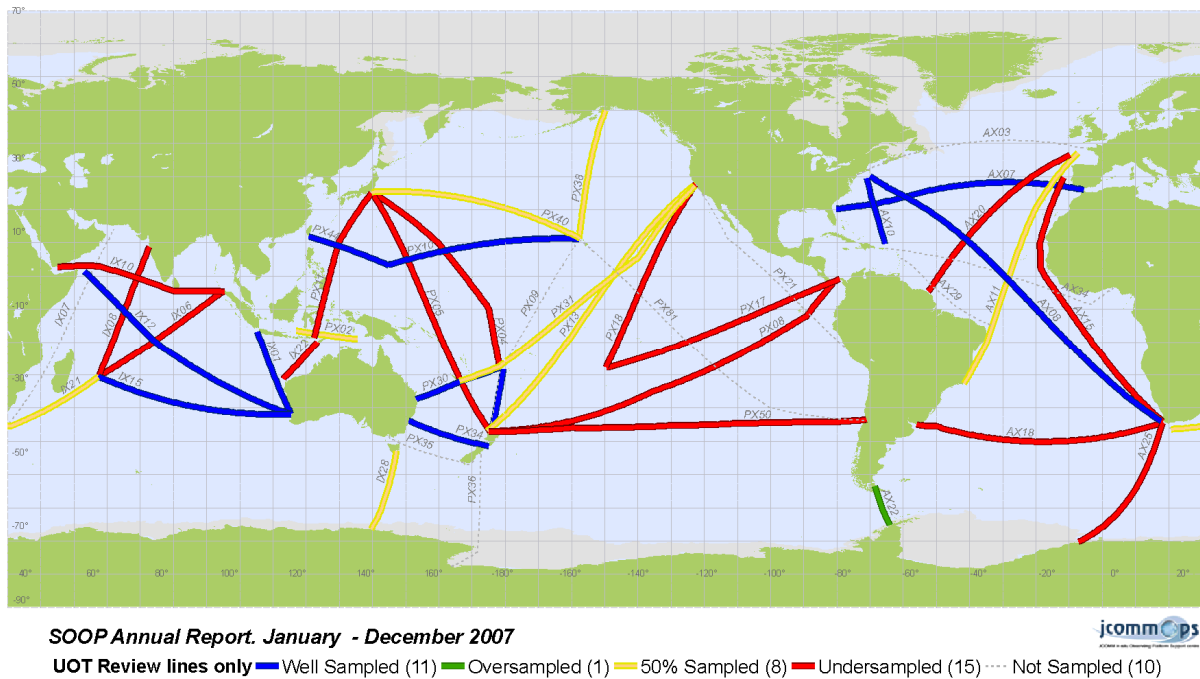 70°
50°
30°
10°
-10°
-30°
-50°
-70°
-90°
AX03
AX07
AX20
AX10
AX29
AX11
AX34
AX15
AX08
AX18
AX25
AX22
PX38
PX40
PX44
PX10
PX11
PX05
PX09
PX04
PX31
PX13
PX18
PX81
PX21
PX17
PX08
PX02
PX30
PX34
PX35
PX36
PX50
IX10
IX07
IX08
IX06
IX12
IX01
IX22
IX15
IX21
IX28
40° 60° 80° 100° 120° 140° 160° -180° -160° -140° -120° -100° -80° -60° -40° -20° 0° 20°
SOOP Annual Report. January - December 2007
jcommops
UOT Review lines only Well Sampled (11) Oversampled (1) 50% Sampled (8) Undersampled (15) Not Sampled (10)